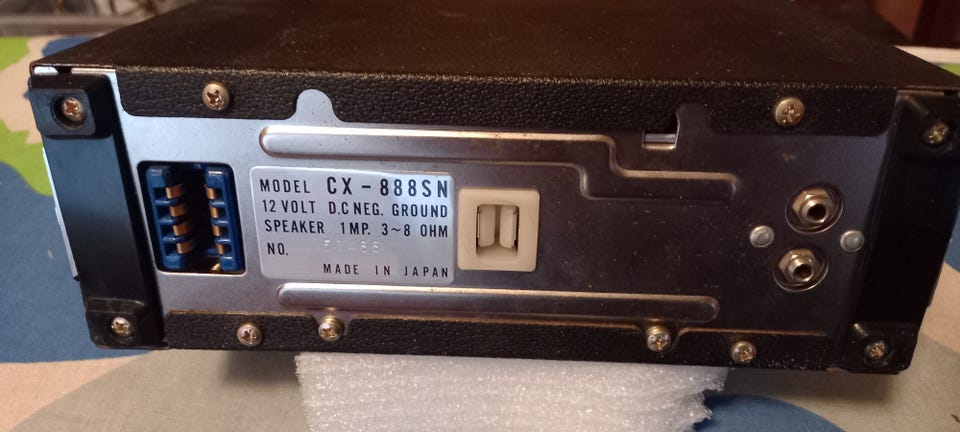 MODEL CX-888SN
12 VOLT D.C NEG. GROUND
SPEAKER 1MP. 3~8 OHM
NO.
MADE IN JAPAN